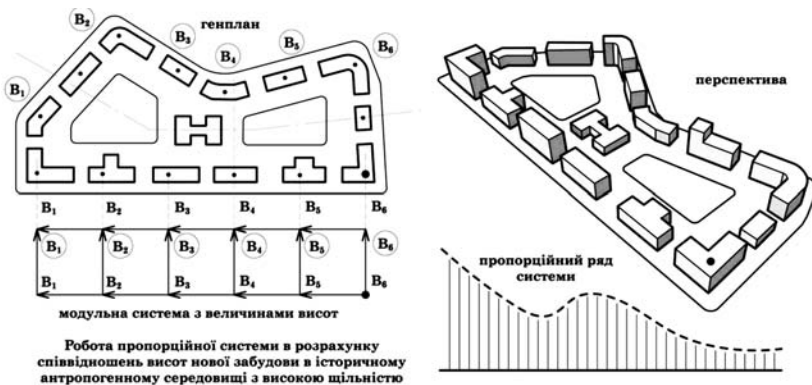 генплан
B₂
B₃
B₅
B₆
B₄
B₁
перспектива
B₁ B₂ B₃ B₄ B₅ B₆
B₁ B₂ B₃ B₄ B₅ B₆
B₁ B₂ B₃ B₄ B₅ B₆
модульна система з величинами висот
пропорційний ряд
системи
Робота пропорційної системи в розрахунку
співвідношень висот нової забудови в історичному
антропогенному середовищі з високою щільністю